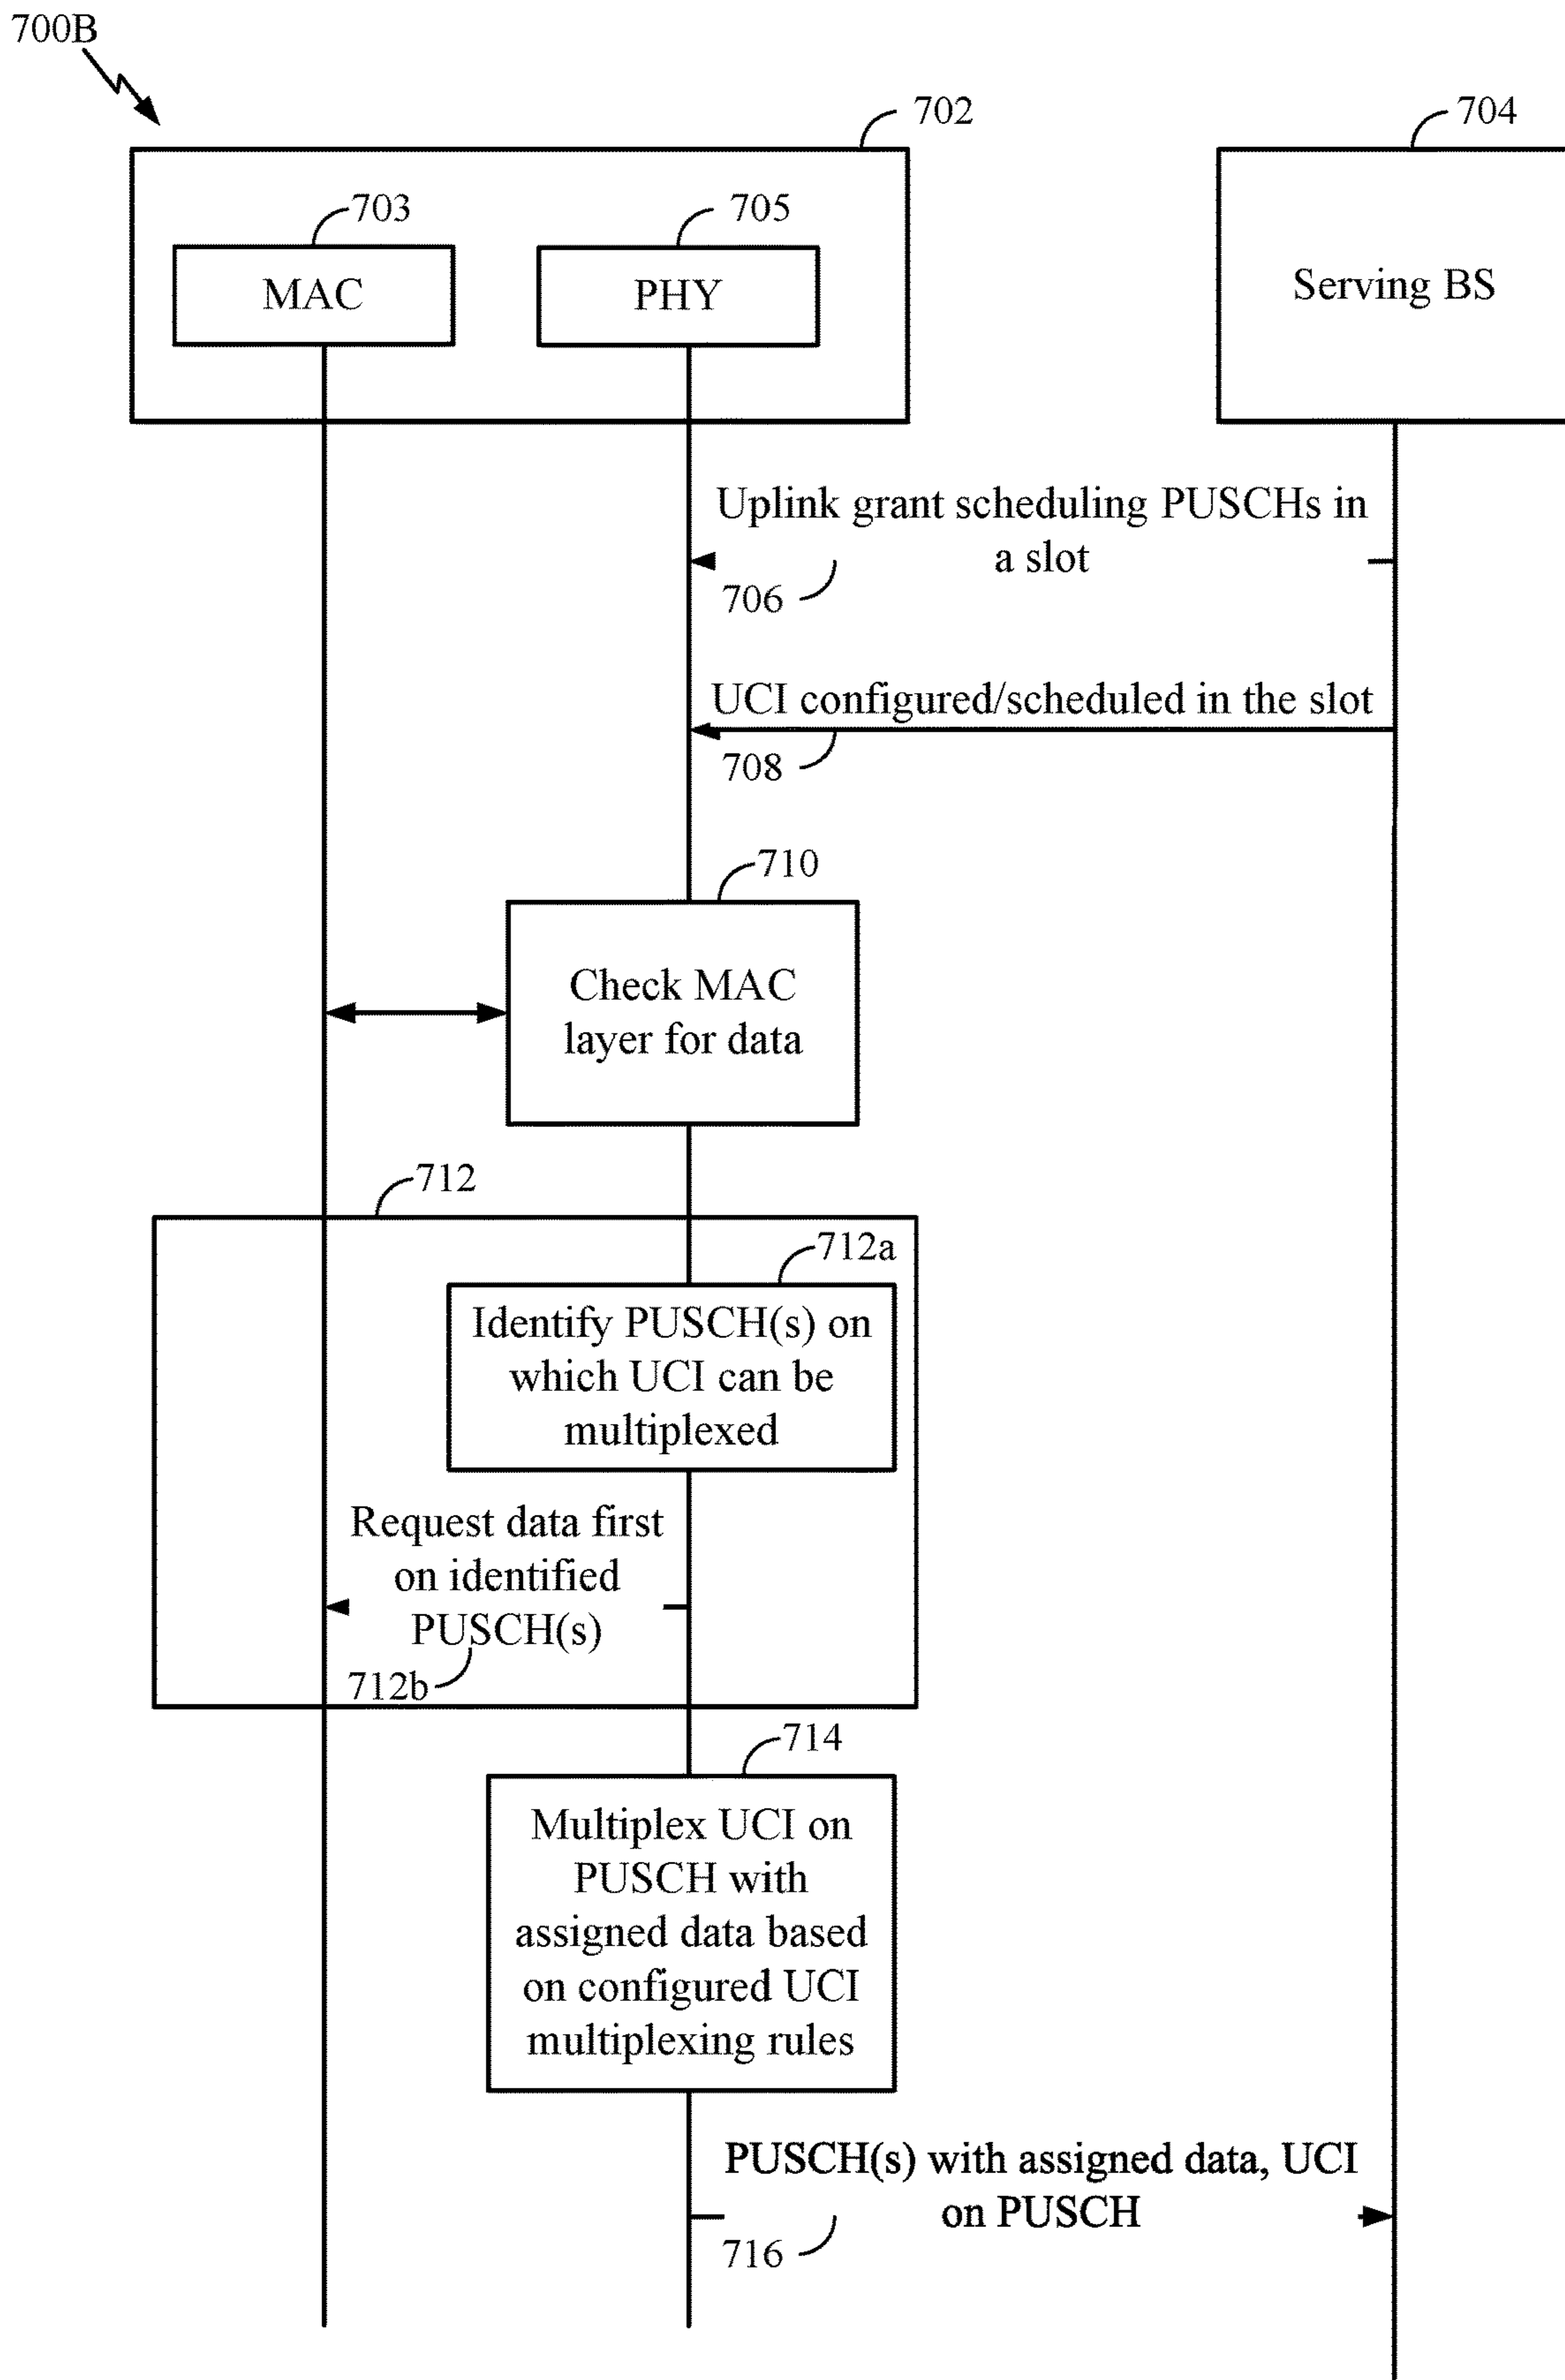 700B
702
704
703
705
MAC
PHY
Serving BS
Uplink grant scheduling PUSCHs in
a slot
706
UCI configured/scheduled in the slot
708
710
Check MAC
layer for data
712
712a
Identify PUSCH(s) on
which UCI can be
multiplexed
Request data first
on identified
PUSCH(s)
712b
714
Multiplex UCI on
PUSCH with
assigned data based
on configured UCI
multiplexing rules
PUSCH(s) with assigned data, UCI
on PUSCH
716